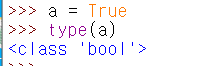 >>> a = True
>>> type(a)
<class 'bool'>
>>>